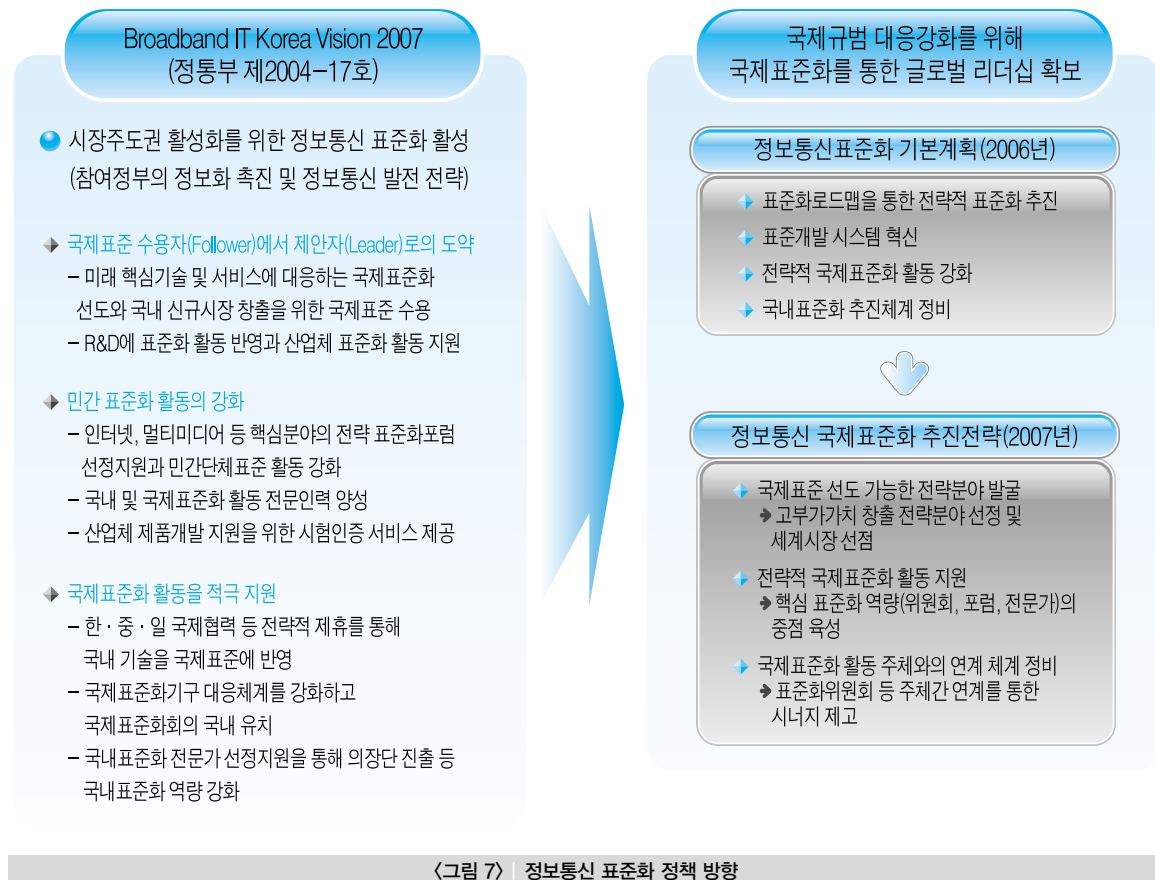 Broadband IT Korea Vision 2007
(정통부 제2004-17호)
시장주도권 활성화를 위한 정보통신 표준화 활성
(참여정부의 정보화 촉진 및 정보통신 발전 전략)
국제표준 수용자(Follower)에서 제안자(Leader)로의 도약
- 미래 핵심기술 및 서비스에 대응하는 국제표준화
선도와 국내 신규시장 창출을 위한 국제표준 수용
- R&D에 표준화 활동 반영과 산업체 표준화 활동 지원
민간 표준화 활동의 강화
- 인터넷, 멀티미디어 등 핵심분야의 전략 표준화포럼
선정지원과 민간단체표준 활동 강화
- 국내 및 국제표준화 활동 전문인력 양성
- 산업체 제품개발 지원을 위한 시험인증 서비스 제공
국제표준화 활동을 적극 지원
- 한·중·일 국제협력 등 전략적 제휴를 통해
국내 기술을 국제표준에 반영
- 국제표준화기구 대응체계를 강화하고
국제표준화회의 국내 유치
- 국내표준화 전문가 선정지원을 통해 의장단 진출 등
국내표준화 역량 강화
국제규범 대응강화를 위해
국제표준화를 통한 글로벌 리더십 확보
정보통신표준화 기본계획(2006년)
표준화로드맵을 통한 전략적 표준화 추진
표준개발 시스템 혁신
전략적 국제표준화 활동 강화
국내표준화 추진체계 정비
정보통신 국제표준화 추진전략(2007년)
국제표준 선도 가능한 전략분야 발굴
➔ 고부가가치 창출 전략분야 선정 및
세계시장 선점
전략적 국제표준화 활동 지원
➔ 핵심 표준화 역량(위원회, 포럼, 전문가)의
중점 육성
국제표준화 활동 주체와의 연계 체계 정비
➔ 표준화위원회 등 주체간 연계를 통한
시너지 제고
〈그림 7〉 정보통신 표준화 정책 방향